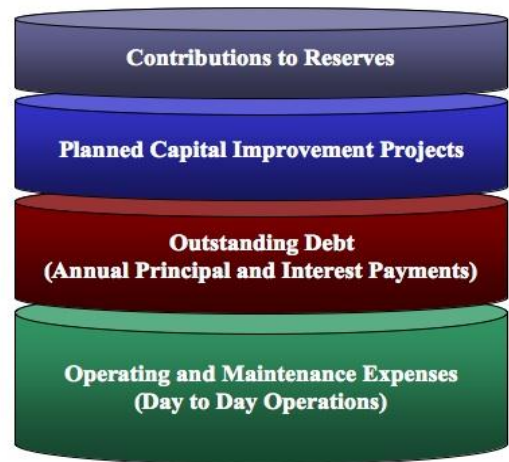 Contributions to Reserves
Planned Capital Improvement Projects
Outstanding Debt
(Annual Principal and Interest Payments)
Operating and Maintenance Expenses
(Day to Day Operations)